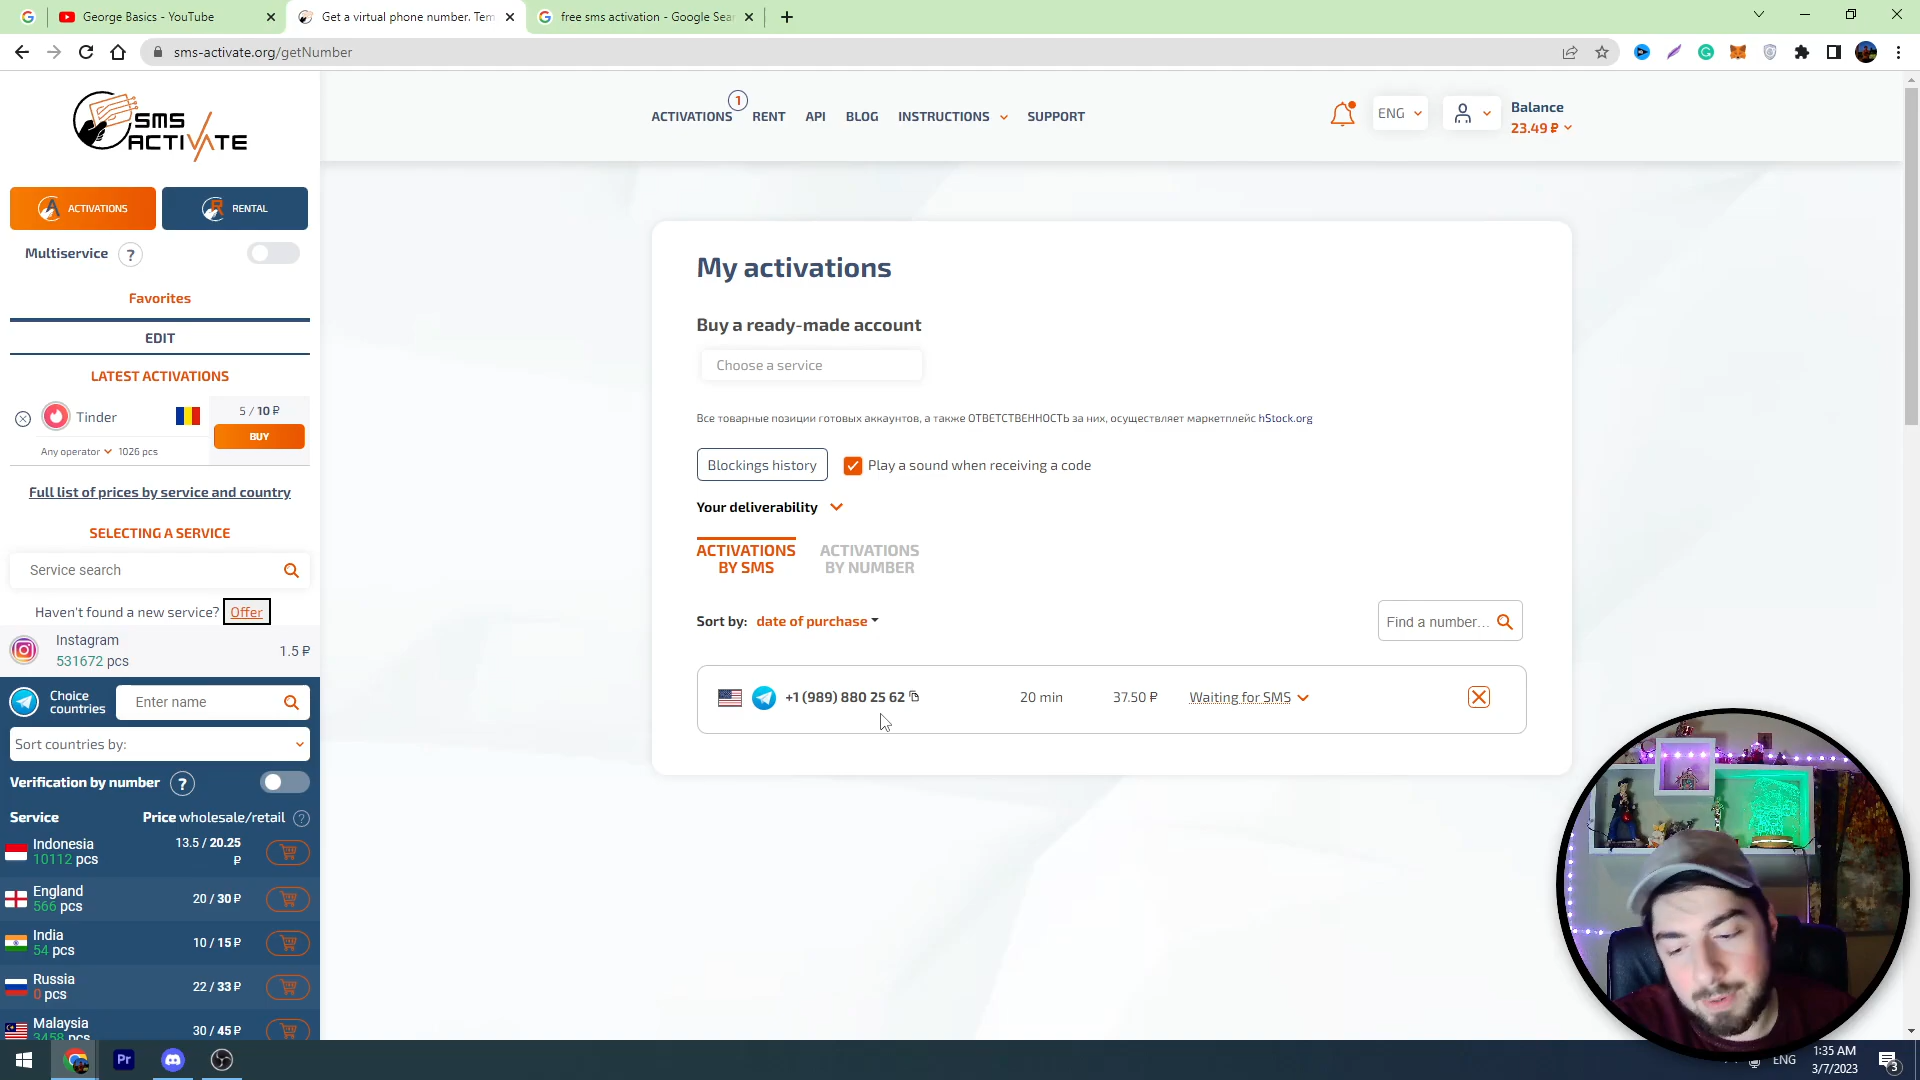 George Basics - YouTube
Get a virtual phone number. Tem
free sms activation - Google Sear
sms-activate.org/getNumber
SMS
ACTIVATE
ACTIVATIONS
1
RENT
API
BLOG
INSTRUCTIONS
SUPPORT
ENG
Balance
23.49 ₽
ACTIVATIONS
RENTAL
Multiservice ?
Favorites
EDIT
LATEST ACTIVATIONS
Tinder
5 / 10 ₽
BUY
Any operator
1026 pcs
Full list of prices by service and country
SELECTING A SERVICE
Service search
Haven't found a new service? Offer
Instagram
531672 pcs
1.5 ₽
Choice
countries
Enter name
Sort countries by:
Verification by number ?
Service
Price wholesale/retail ?
Indonesia
10112 pcs
13.5 / 20.25
₽
England
566 pcs
20 / 30 ₽
India
54 pcs
10 / 15 ₽
Russia
0 pcs
22 / 33 ₽
Malaysia
3458 pcs
30 / 45 ₽
My activations
Buy a ready-made account
Choose a service
Все товарные позиции готовых аккаунтов, а также ОТВЕТСТВЕННОСТЬ за них, осуществляет маркетплейс hStock.org
Blockings history
Play a sound when receiving a code
Your deliverability
ACTIVATIONS
BY SMS
ACTIVATIONS
BY NUMBER
Sort by: date of purchase
Find a number...
+1 (989) 880 25 62
20 min
37.50 ₽
Waiting for SMS
Pr
ENG
1:35 AM
3/7/2023
3